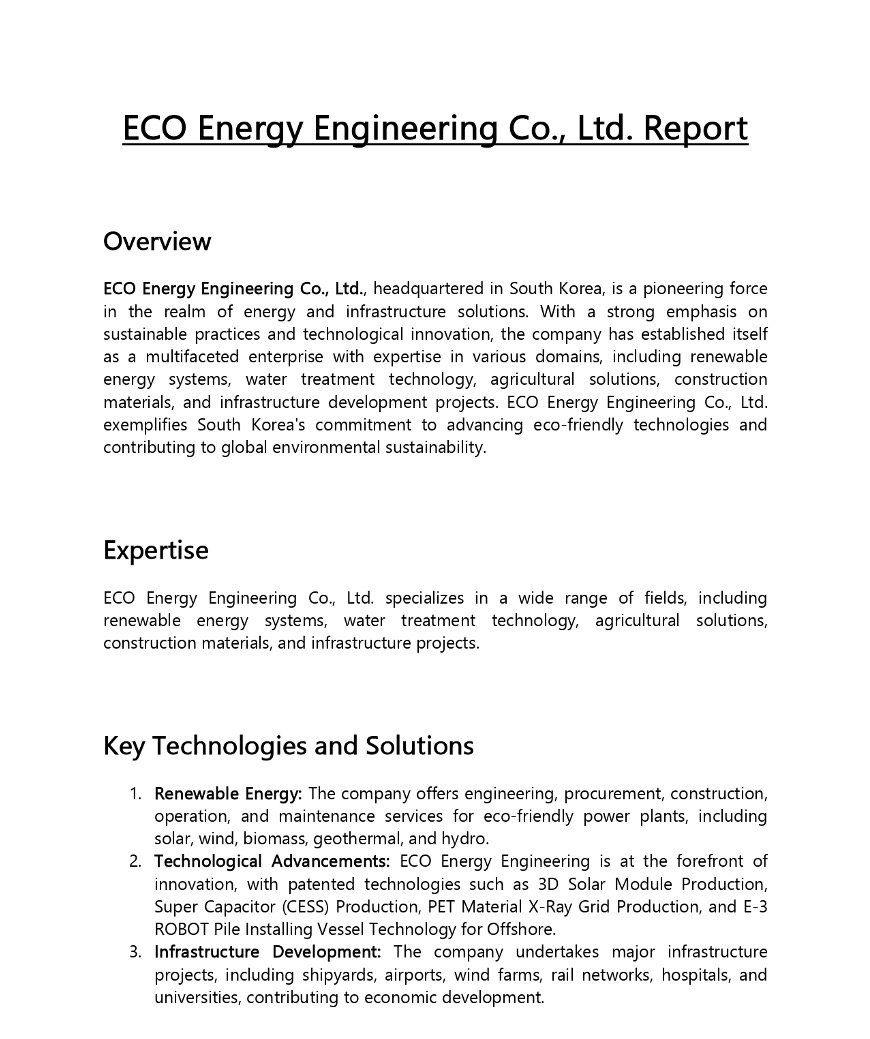 ECO Energy Engineering Co., Ltd. Report
Overview
ECO Energy Engineering Co., Ltd., headquartered in South Korea, is a pioneering force
in the realm of energy and infrastructure solutions. With a strong emphasis on
sustainable practices and technological innovation, the company has established itself
as a multifaceted enterprise with expertise in various domains, including renewable
energy systems, water treatment technology, agricultural solutions, construction
materials, and infrastructure development projects. ECO Energy Engineering Co., Ltd.
exemplifies South Korea's commitment to advancing eco-friendly technologies and
contributing to global environmental sustainability.
Expertise
ECO Energy Engineering Co., Ltd. specializes in a wide range of fields, including
renewable energy systems, water treatment technology, agricultural solutions,
construction materials, and infrastructure projects.
Key Technologies and Solutions
1. Renewable Energy: The company offers engineering, procurement, construction,
operation, and maintenance services for eco-friendly power plants, including
solar, wind, biomass, geothermal, and hydro.
2. Technological Advancements: ECO Energy Engineering is at the forefront of
innovation, with patented technologies such as 3D Solar Module Production,
Super Capacitor (CESS) Production, PET Material X-Ray Grid Production, and E-3
ROBOT Pile Installing Vessel Technology for Offshore.
3. Infrastructure Development: The company undertakes major infrastructure
projects, including shipyards, airports, wind farms, rail networks, hospitals, and
universities, contributing to economic development.